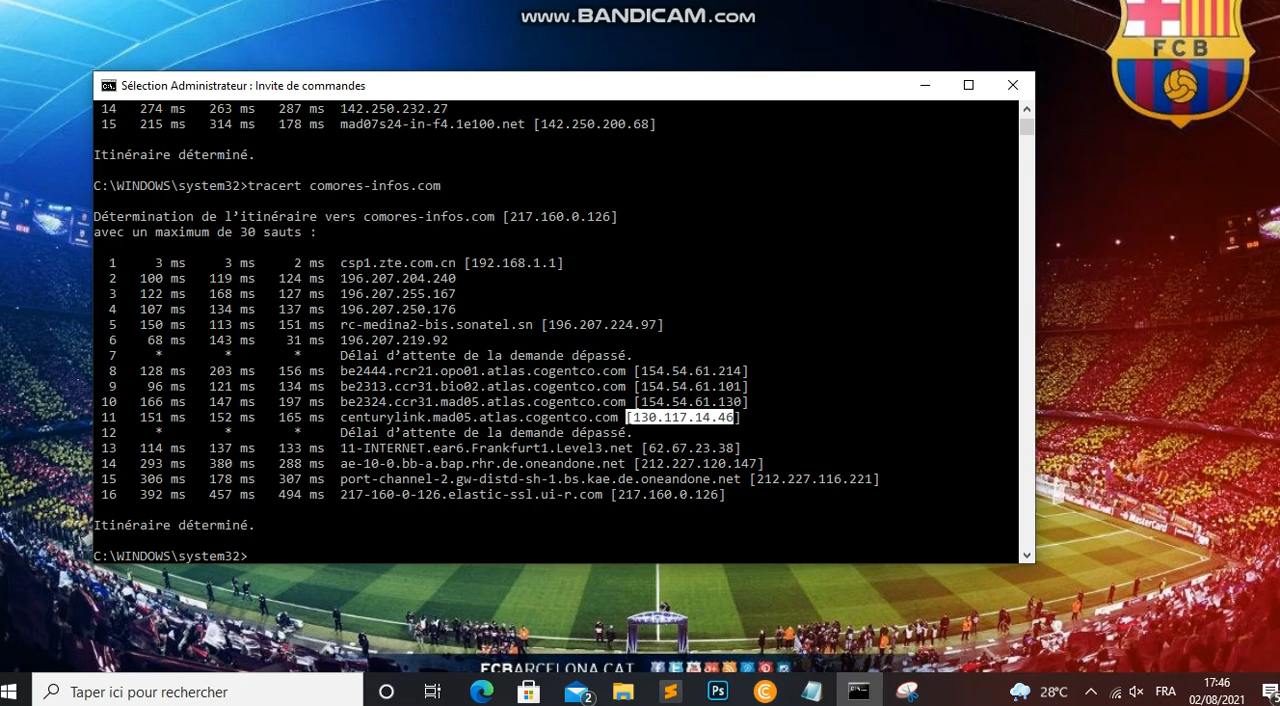 www.BANDICAM.com
FCB
Sélection Administrateur : Invite de commandes
14 274 ms 263 ms 287 ms 142.250.232.27
15 215 ms 314 ms 178 ms mad07s24-in-f4.1e100.net [142.250.200.68]
Itinéraire déterminé.
C:\WINDOWS\system32>tracert comores-infos.com
Détermination de l’itinéraire vers comores-infos.com [217.160.0.126]
avec un maximum de 30 sauts :
1 3 ms 3 ms 2 ms csp1.zte.com.cn [192.168.1.1]
2 100 ms 119 ms 124 ms 196.207.204.240
3 122 ms 168 ms 127 ms 196.207.255.167
4 107 ms 134 ms 137 ms 196.207.250.176
5 150 ms 113 ms 151 ms rc-medina2-bis.sonatel.sn [196.207.224.97]
6 68 ms 143 ms 31 ms 196.207.219.92
7 * * * Délai d’attente de la demande dépassé.
8 128 ms 203 ms 156 ms be2444.rcr21.opo01.atlas.cogentco.com [154.54.61.214]
9 96 ms 121 ms 134 ms be2313.ccr31.bio02.atlas.cogentco.com [154.54.61.101]
10 166 ms 147 ms 197 ms be2324.ccr31.mad05.atlas.cogentco.com [154.54.61.130]
11 151 ms 152 ms 165 ms centurylink.mad05.atlas.cogentco.com [130.117.14.46]
12 * * * Délai d’attente de la demande dépassé.
13 114 ms 137 ms 133 ms 11-INTERNET.ear6.Frankfurt1.Level3.net [62.67.23.38]
14 293 ms 380 ms 288 ms ae-10-0.bb-a.bap.rhr.de.oneandone.net [212.227.120.147]
15 306 ms 178 ms 307 ms port-channel-2.gw-distd-sh-1.bs.kae.de.oneandone.net [212.227.116.221]
16 392 ms 457 ms 494 ms 217-160-0-126.elastic-ssl.ui-r.com [217.160.0.126]
Itinéraire déterminé.
C:\WINDOWS\system32>
MasterCard
FCBARCELONA.CAT
Taper ici pour rechercher
2
Ps
28°C
FRA
17:46
02/08/2021